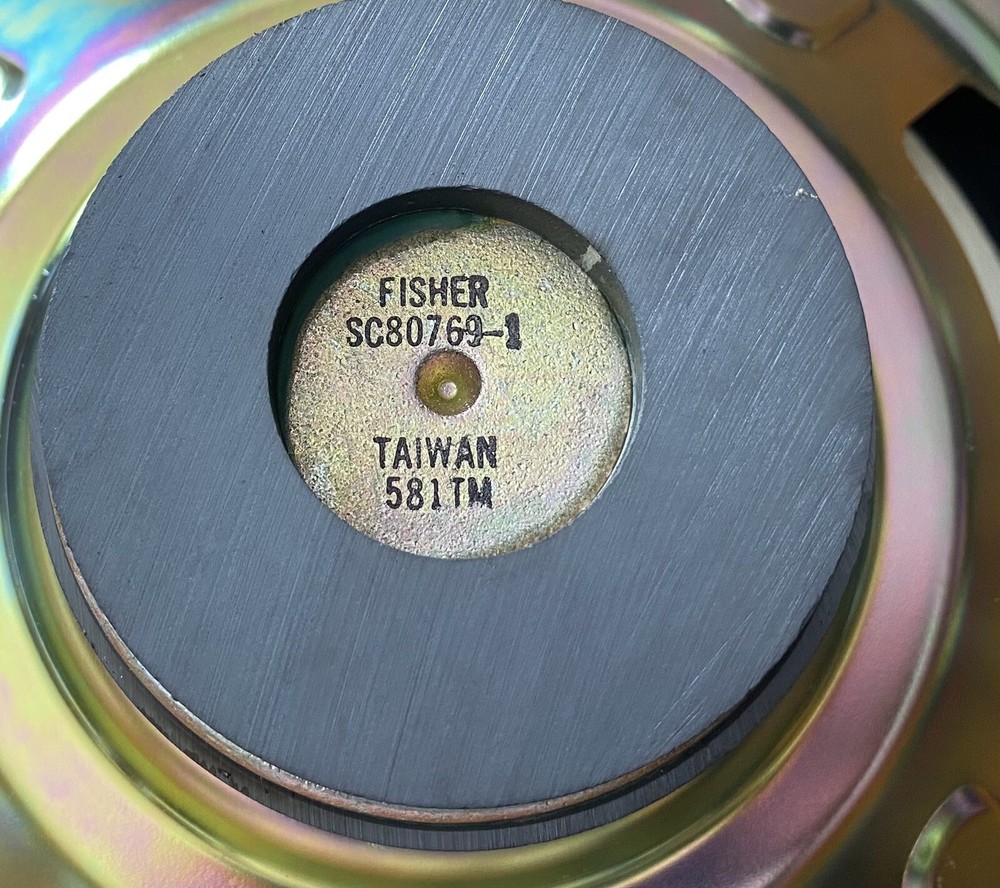 FISHER
SC80769-1
TAIWAN
581TM